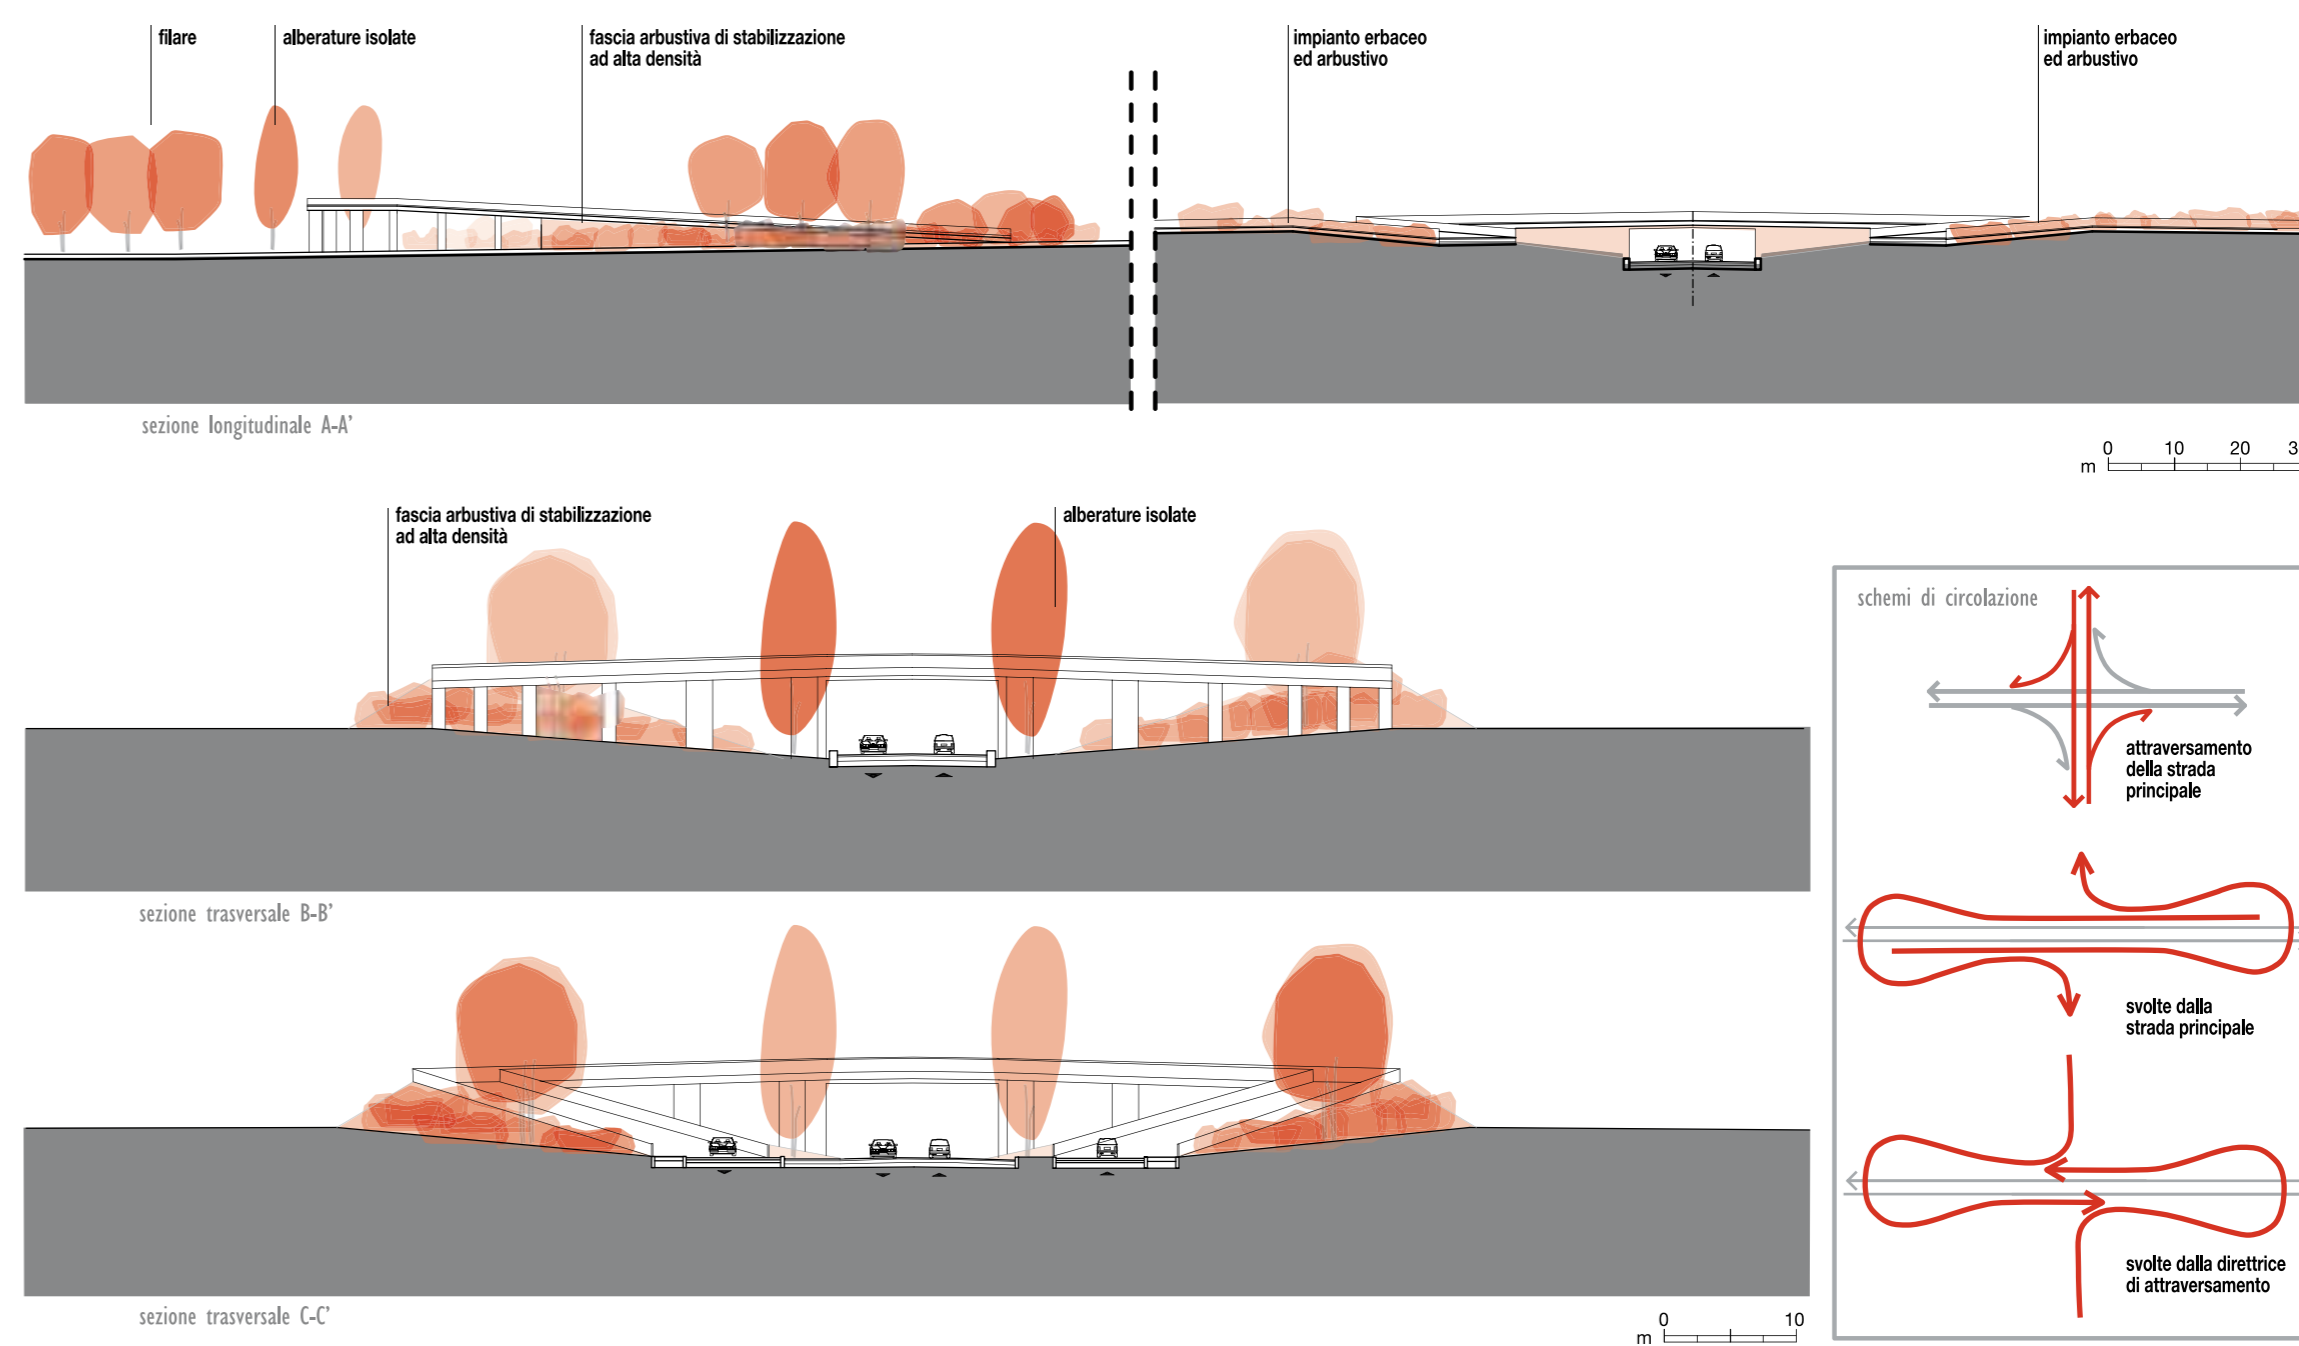 filare
alberature isolate
fascia arbustiva di stabilizzazione
ad alta densità
impianto erbaceo
ed arbustivo
impianto erbaceo
ed arbustivo
sezione longitudinale A-A'
m 0 10 20 3
fascia arbustiva di stabilizzazione
ad alta densità
alberature isolate
sezione trasversale B-B'
schemi di circolazione
attraversamento
della strada
principale
svolte dalla
strada principale
svolte dalla direttrice
di attraversamento
sezione trasversale C-C'
m 0 10